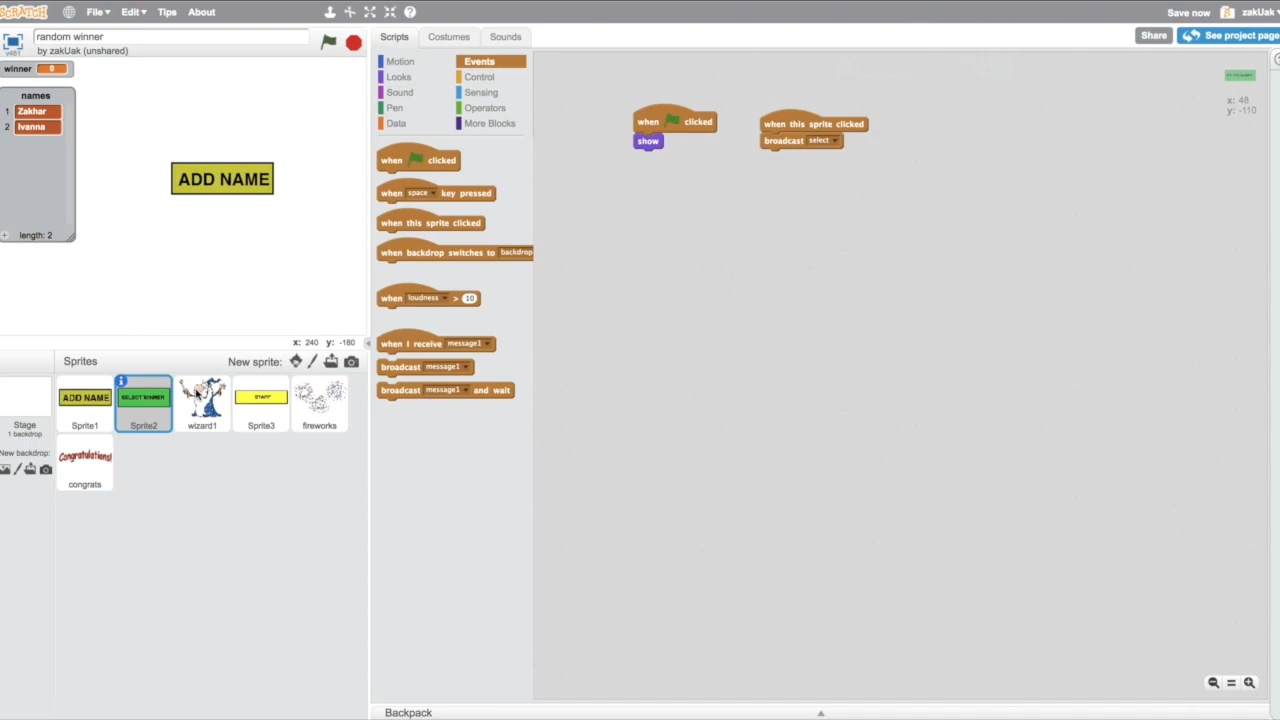 SCRATCH File Edit Tips About Save now zakUak
random winner
by zakUak (unshared)
v461
Scripts Costumes Sounds
Share See project page
winner 0
names
1 Zakhar
2 Ivanna
length: 2
ADD NAME
x: 240 y: -180
Motion Events
Looks Control
Sound Sensing
Pen Operators
Data More Blocks
when clicked
when space key pressed
when this sprite clicked
when backdrop switches to backdrop
when loudness > 10
when I receive message1
broadcast message1
broadcast message1 and wait
when clicked
show
when this sprite clicked
broadcast select
x: 48
y: -110
Sprites New sprite:
Stage
1 backdrop
New backdrop:
ADD NAME
Sprite1
SELECT WINNER
Sprite2
wizard1
START
Sprite3
fireworks
Congratulations!
congrats
Backpack